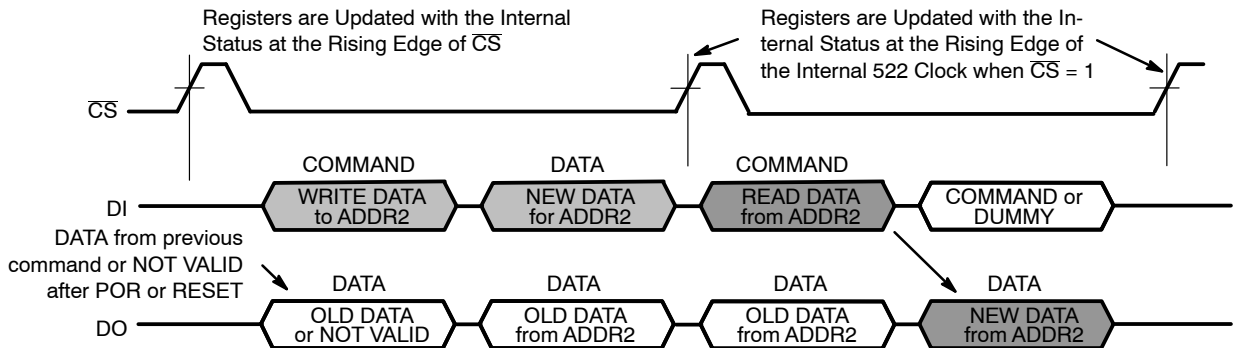 Registers are Updated with the Internal
Status at the Rising Edge of CS
Registers are Updated with the In-
ternal Status at the Rising Edge of
the Internal 522 Clock when CS = 1
CS
COMMAND
DATA
COMMAND
DI
WRITE DATA
to ADDR2
NEW DATA
for ADDR2
READ DATA
from ADDR2
COMMAND or
DUMMY
DATA from previous
command or NOT VALID
after POR or RESET
DATA
DATA
DATA
DATA
DO
OLD DATA
or NOT VALID
OLD DATA
from ADDR2
OLD DATA
from ADDR2
NEW DATA
from ADDR2